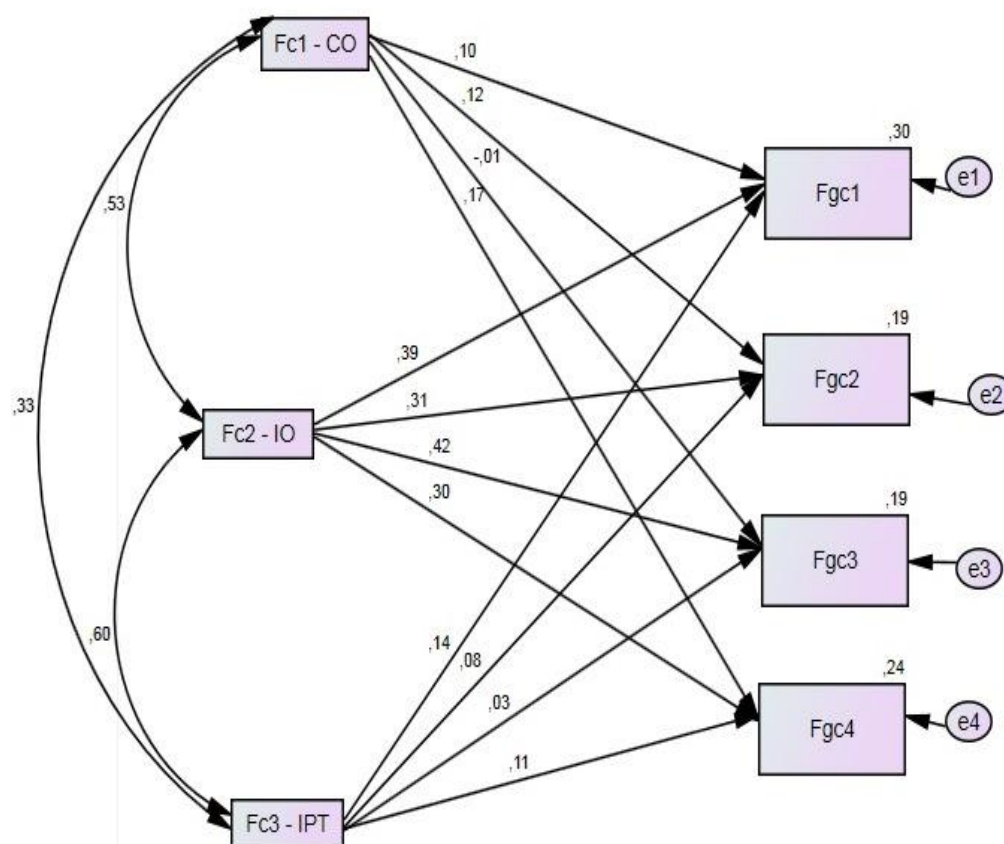 Fc1 - CO
,10
,12
-,01
,17
,30
Fgc1
e1
,53
,33
,39
,31
,42
,30
Fc2 - IO
,19
Fgc2
e2
,19
Fgc3
e3
,60
,14
,08
,03
,11
,24
Fgc4
e4
Fc3 - IPT